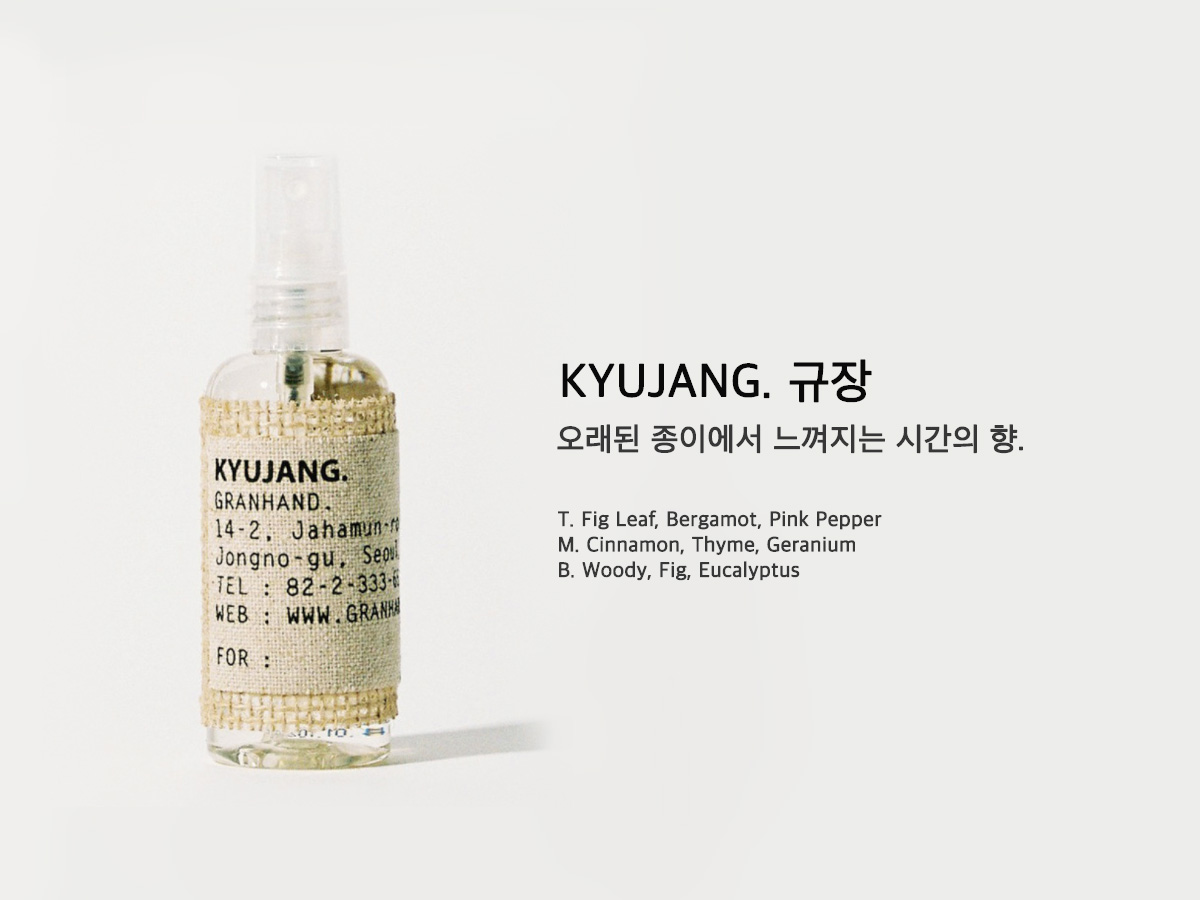 KYUJANG.
GRANHAND.
14-2, Jahamun-ro
Jongno-gu, Seoul
TEL : 82-2-333-6
WEB : WWW.GRANHA
FOR :
KYUJANG. 규장
오래된 종이에서 느껴지는 시간의 향.
T. Fig Leaf, Bergamot, Pink Pepper
M. Cinnamon, Thyme, Geranium
B. Woody, Fig, Eucalyptus